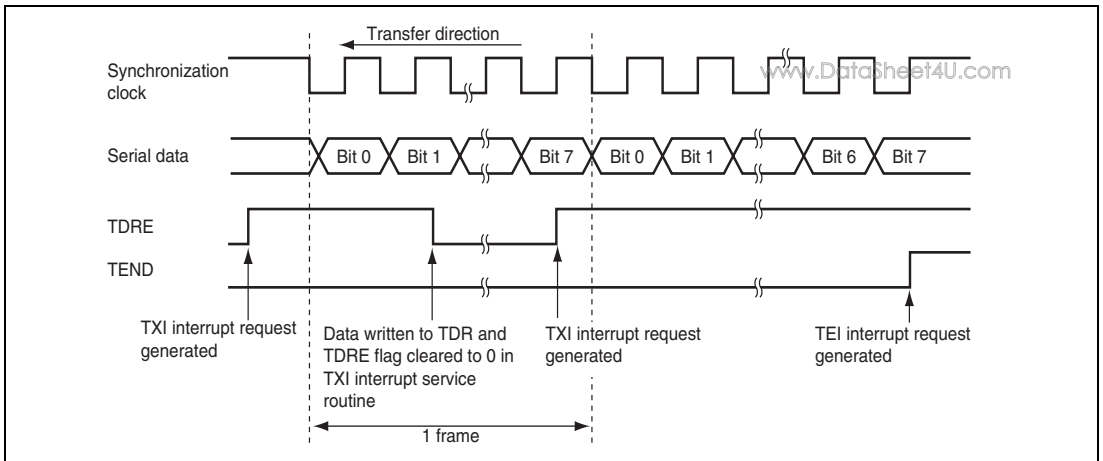 Transfer direction
Synchronization
clock
www.DataSheet4U.com
Serial data
Bit 0
Bit 1
Bit 7
Bit 0
Bit 1
Bit 6
Bit 7
TDRE
TEND
TXI interrupt request
generated
Data written to TDR and
TDRE flag cleared to 0 in
TXI interrupt service
routine
TXI interrupt request
generated
TEI interrupt request
generated
1 frame